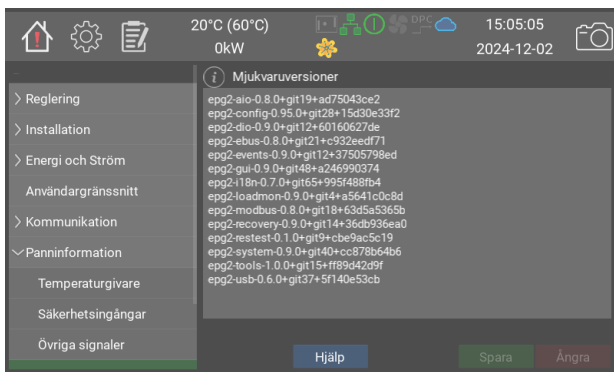 20°C (60°C)
0kW
DPC
15:05:05
2024-12-02
Reglering
Installation
Energi och Ström
Användargränssnitt
Kommunikation
Panninformation
Temperaturgivare
Säkerhetsingångar
Övriga signaler
i Mjukvaruversioner
epg2-aio-0.8.0+git19+ad75043ce2
epg2-config-0.95.0+git28+15d30e33f2
epg2-dio-0.9.0+git12+60160627de
epg2-ebus-0.8.0+git21+c932eedf71
epg2-events-0.9.0+git12+37505798ed
epg2-gui-0.9.0+git48+a246990374
epg2-i18n-0.7.0+git65+995f488fb4
epg2-loadmon-0.9.0+git4+a5641c0c8d
epg2-modbus-0.8.0+git18+63d5a5365b
epg2-recovery-0.9.0+git14+36db936ea0
epg2-restest-0.1.0+git9+cbe9ac5c19
epg2-system-0.9.0+git40+cc878b64b6
epg2-tools-1.0.0+git15+ff89d42d9f
epg2-usb-0.6.0+git37+5f140e53cb
Hjälp
Spara
Ångra